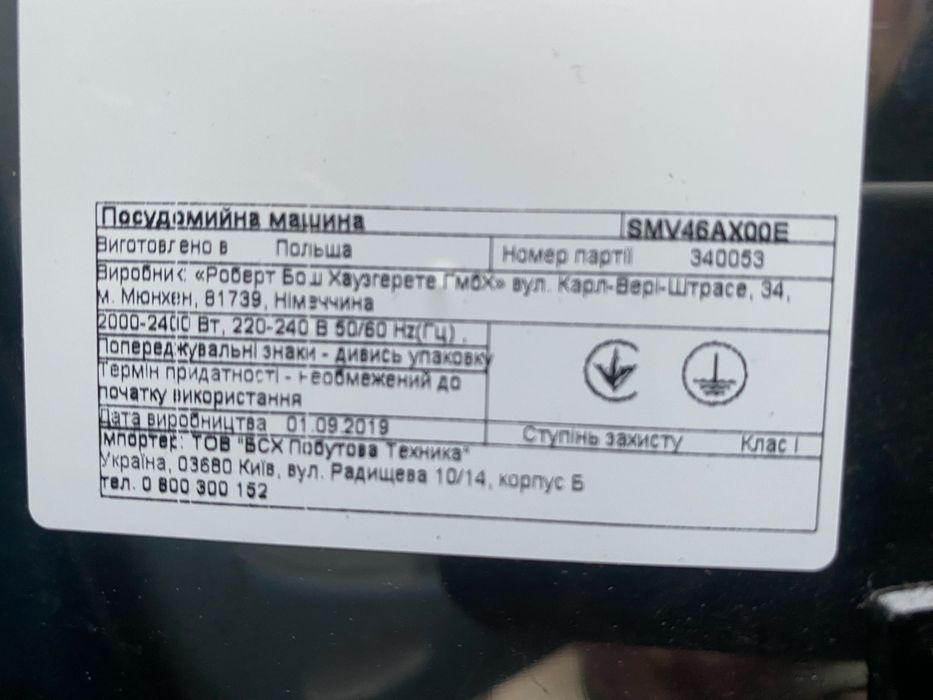 Посудомийна машина SMV46AX00E
Виготовлено в Польша Номер партії 340053
Виробник: «Роберт Бош Хаузгерете ГмбХ» вул. Карл-Вері-Штрасе, 34,
м. Мюнхен, 81739, Німеччина
2000-2400 Вт, 220-240 В 50/60 Hz(Гц) .
Попереджувальні знаки - дивись упаковку
Термін придатності - необмежений до
початку використання
Дата виробництва 01.09.2019
Ступінь захисту Клас I
Імпортер: ТОВ "БСХ Побутова Техника"
Україна, 03680 Київ, вул. Радищева 10/14, корпус Б
тел. 0 800 300 152